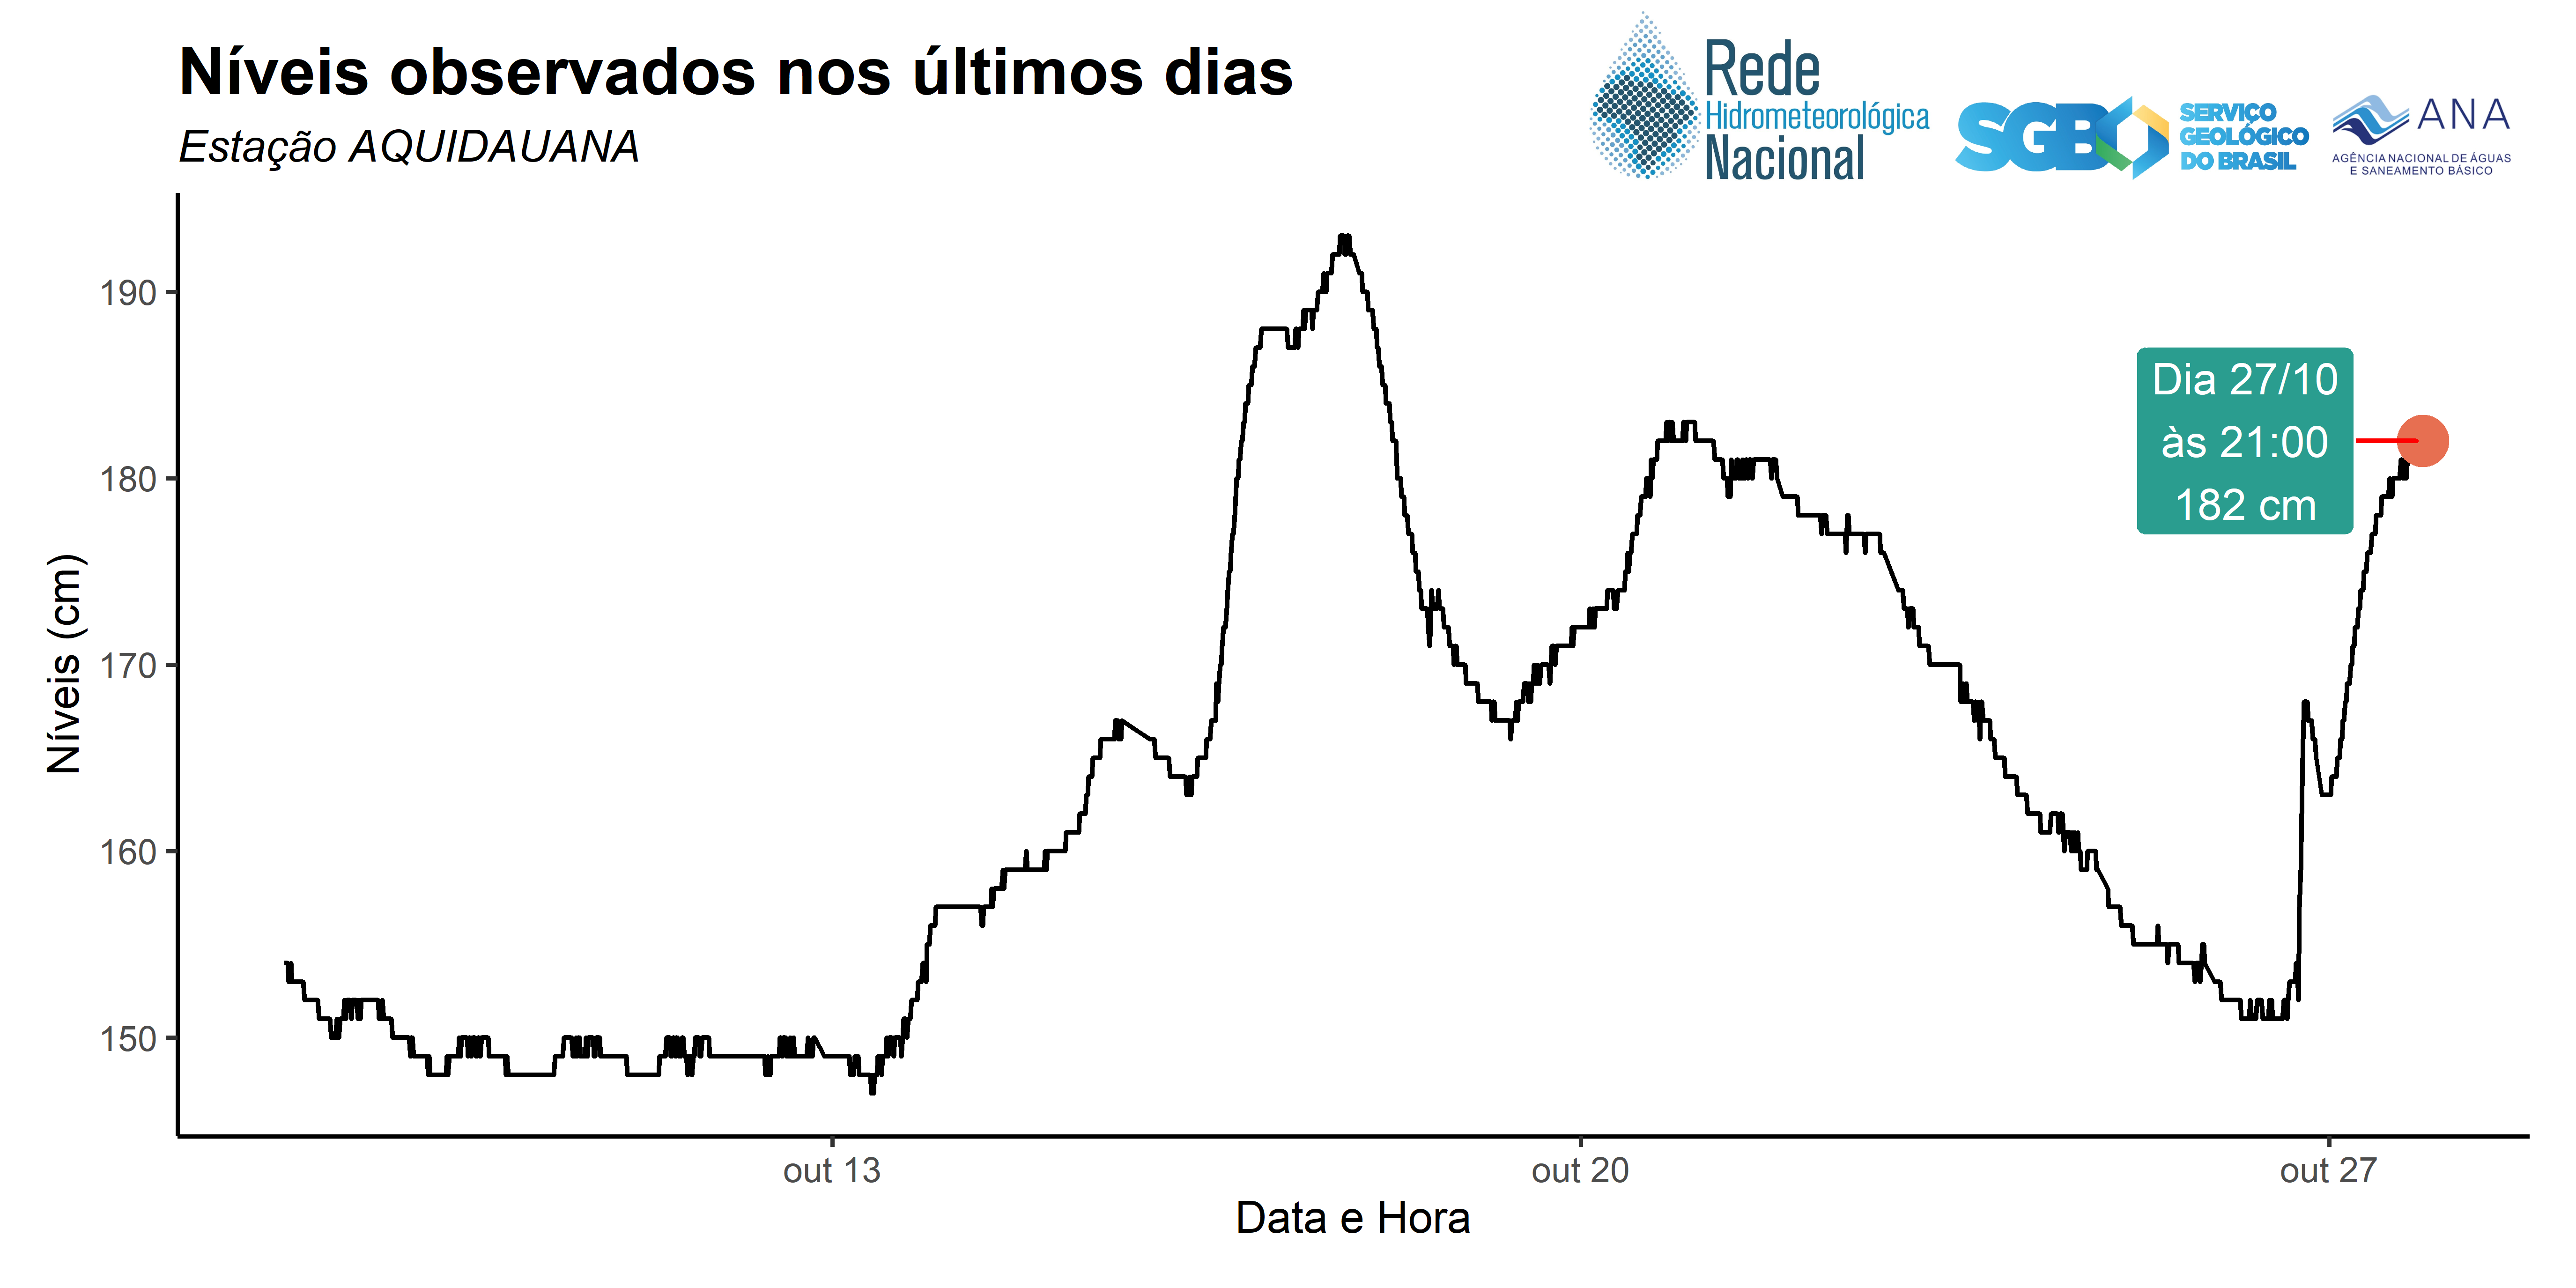 Níveis observados nos últimos dias
Estação AQUIDAUANA
Rede
Hidrometeorológica
Nacional
SGB
SERVIÇO
GEOLÓGICO
DO BRASIL
ANA
AGÊNCIA NACIONAL DE ÁGUAS
E SANEAMENTO BÁSICO
Níveis (cm)
190
180
170
160
150
Dia 27/10
às 21:00
182 cm
out 13
out 20
out 27
Data e Hora